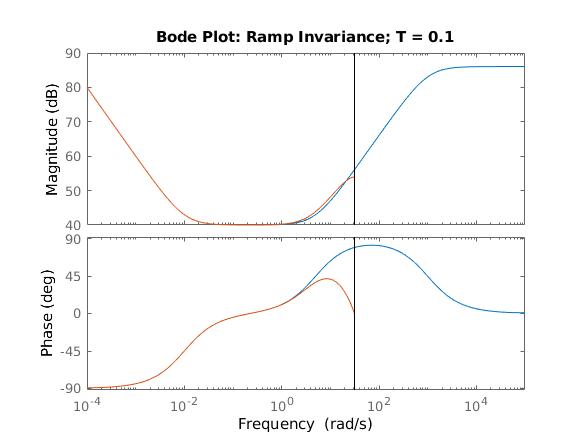 Bode Plot: Ramp Invariance; T = 0.1
90
80
70
60
50
40
Magnitude (dB)
90
45
0
-45
-90
Phase (deg)
10^-4 10^-2 10^0 10^2 10^4
Frequency (rad/s)